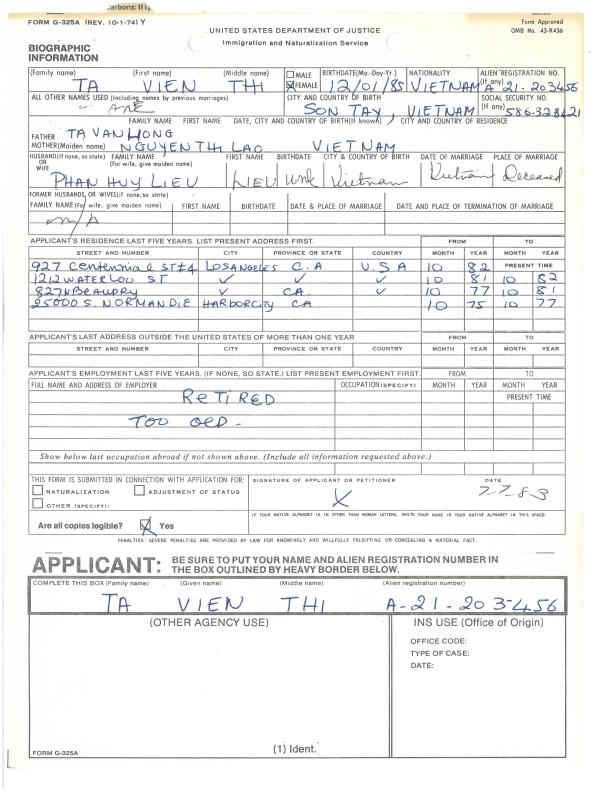 Carbons: If ty
FORM G-325A (REV. 10-1-74) Y
UNITED STATES DEPARTMENT OF JUSTICE
Form Approved
OMB No. 43-R436
Immigration and Naturalization Service
BIOGRAPHIC
INFORMATION
(Family name) (First name) (Middle name) MALE FEMALE BIRTHDATE(Mo-Day-Yr.) NATIONALITY ALIEN REGISTRATION NO. (If any)
TA VIEN THI X 12/01/85 VIETNAM A 21-203456
ALL OTHER NAMES USED (Including names by previous marriages) CITY AND COUNTRY OF BIRTH SOCIAL SECURITY NO. (If any)
SON TAY, VIETNAM 586-328421
FAMILY NAME FIRST NAME DATE, CITY AND COUNTRY OF BIRTH(If known) CITY AND COUNTRY OF RESIDENCE
FATHER TA VAN HONG
MOTHER(Maiden name) NGUYEN THI LAO VIETNAM
HUSBAND(If none, so state) OR WIFE FAMILY NAME (For wife, give maiden name) FIRST NAME BIRTHDATE CITY & COUNTRY OF BIRTH DATE OF MARRIAGE PLACE OF MARRIAGE
PHAN HUY LIEU LIEU unk Vietnam Vietnam Deceased
FORMER HUSBANDS OR WIVES(If none, so state)
FAMILY NAME (For wife, give maiden name) FIRST NAME BIRTHDATE DATE & PLACE OF MARRIAGE DATE AND PLACE OF TERMINATION OF MARRIAGE
n/A
APPLICANT'S RESIDENCE LAST FIVE YEARS. LIST PRESENT ADDRESS FIRST. FROM TO
STREET AND NUMBER CITY PROVINCE OR STATE COUNTRY MONTH YEAR MONTH YEAR
927 Centennial ST #4 LOSANGELES C.A U.S.A 10 82 PRESENT TIME
1212 WATERLOO ST ✓ ✓ ✓ 10 81 10 82
827 N BEAUDRY ✓ CA ✓ 10 77 10 81
25000 S. NORMANDIE HARBORCITY CA 10 75 10 77
APPLICANT'S LAST ADDRESS OUTSIDE THE UNITED STATES OF MORE THAN ONE YEAR FROM TO
STREET AND NUMBER CITY PROVINCE OR STATE COUNTRY MONTH YEAR MONTH YEAR
APPLICANT'S EMPLOYMENT LAST FIVE YEARS. (IF NONE, SO STATE.) LIST PRESENT EMPLOYMENT FIRST. FROM TO
FULL NAME AND ADDRESS OF EMPLOYER OCCUPATION(SPECIFY) MONTH YEAR MONTH YEAR
RETIRED PRESENT TIME
TOO OLD -
Show below last occupation abroad if not shown above. (Include all information requested above.)
THIS FORM IS SUBMITTED IN CONNECTION WITH APPLICATION FOR: SIGNATURE OF APPLICANT OR PETITIONER DATE
NATURALIZATION ADJUSTMENT OF STATUS X 7-7-83
OTHER (SPECIFY):
IF YOUR NATIVE ALPHABET IS IN OTHER THAN ROMAN LETTERS, WRITE YOUR NAME IN YOUR NATIVE ALPHABET IN THIS SPACE:
Are all copies legible? X Yes
PENALTIES: SEVERE PENALTIES ARE PROVIDED BY LAW FOR KNOWINGLY AND WILLFULLY FALSIFYING OR CONCEALING A MATERIAL FACT.
APPLICANT: BE SURE TO PUT YOUR NAME AND ALIEN REGISTRATION NUMBER IN
THE BOX OUTLINED BY HEAVY BORDER BELOW.
COMPLETE THIS BOX (Family name) (Given name) (Middle name) (Alien registration number)
TA VIEN THI A-21-203-456
(OTHER AGENCY USE) INS USE (Office of Origin)
OFFICE CODE:
TYPE OF CASE:
DATE:
(1) Ident.
FORM G-325A